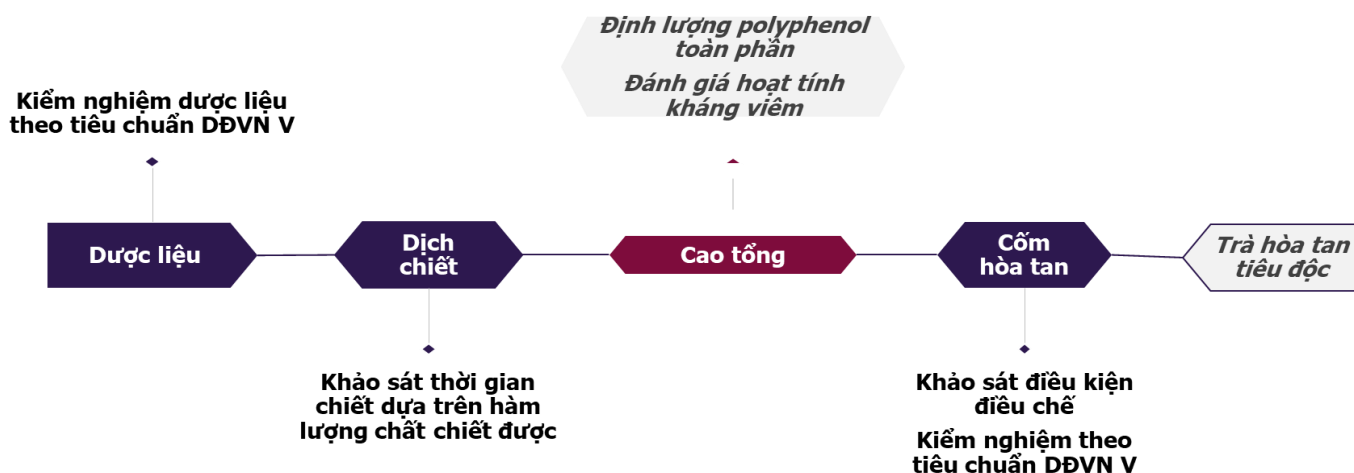 Định lượng polyphenol
toàn phần
Đánh giá hoạt tính
kháng viêm
Kiểm nghiệm dược liệu
theo tiêu chuẩn DĐVN V
Dược liệu
Dịch
chiết
Cao tổng
Cốm
hòa tan
Trà hòa tan
tiêu độc
Khảo sát thời gian
chiết dựa trên hàm
lượng chất chiết được
Khảo sát điều kiện
điều chế
Kiểm nghiệm theo
tiêu chuẩn DĐVN V